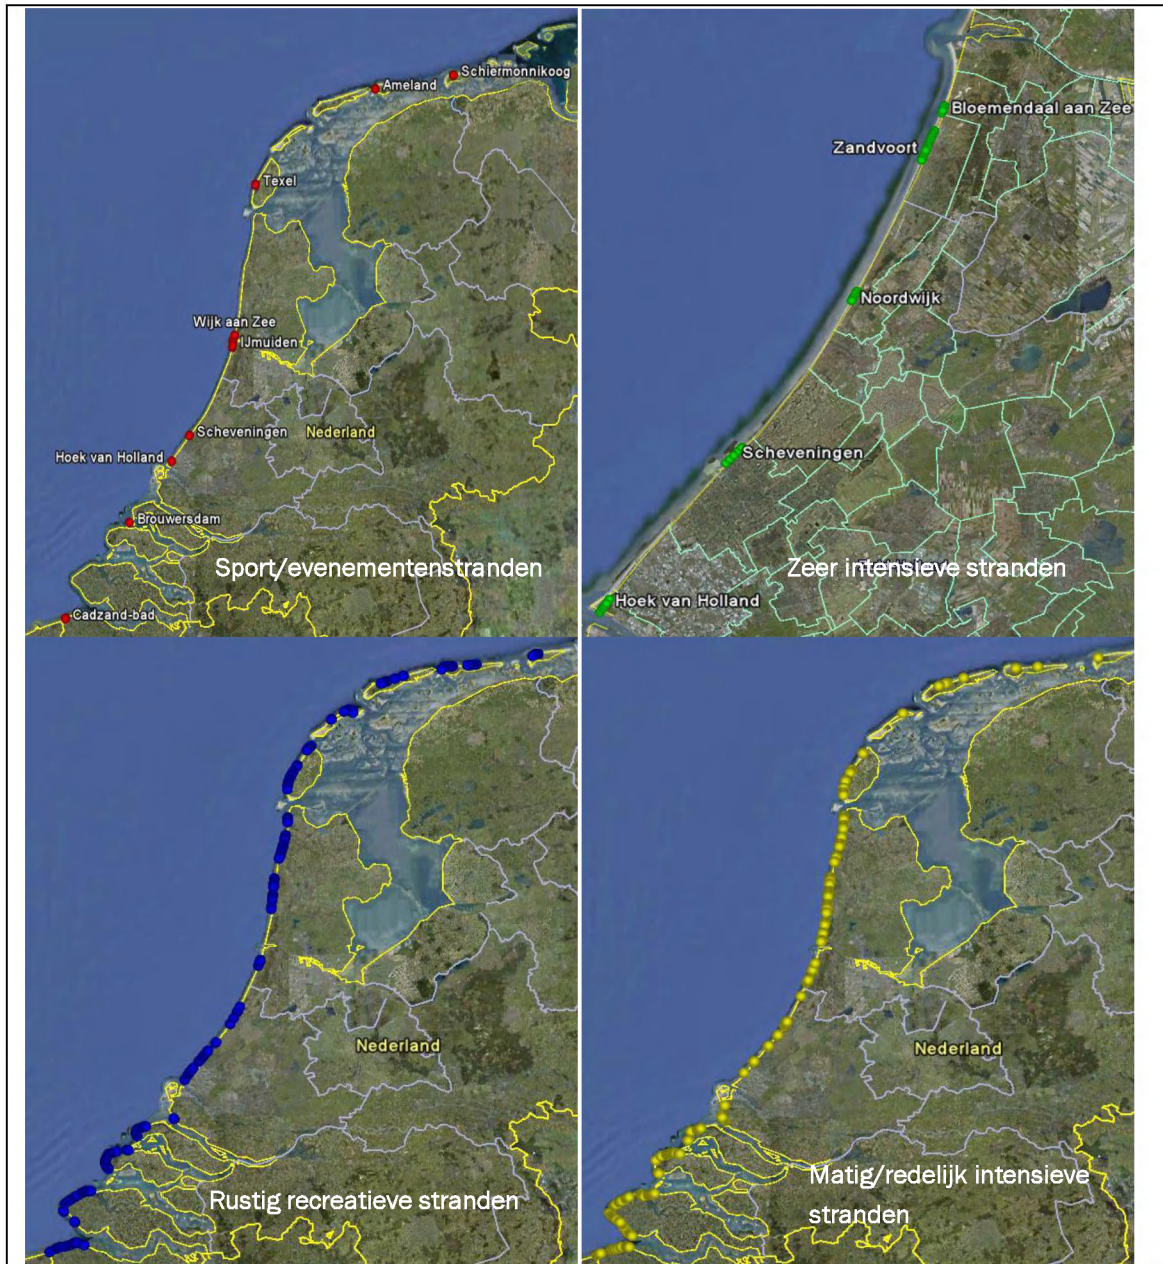 Schiermonnikoog
Ameland
Texel
Wijk aan Zee
IJmuiden
Scheveningen
Nederland
Hoek van Holland
Brouwersdam
Sport/evenementenstranden
Cadzand-bad
Bloemendaal aan Zee
Zandvoort
Noordwijk
Scheveningen
Zeer intensieve stranden
Hoek van Holland
Nederland
Rustig recreatieve stranden
Nederland
Matig/redelijk intensieve
stranden